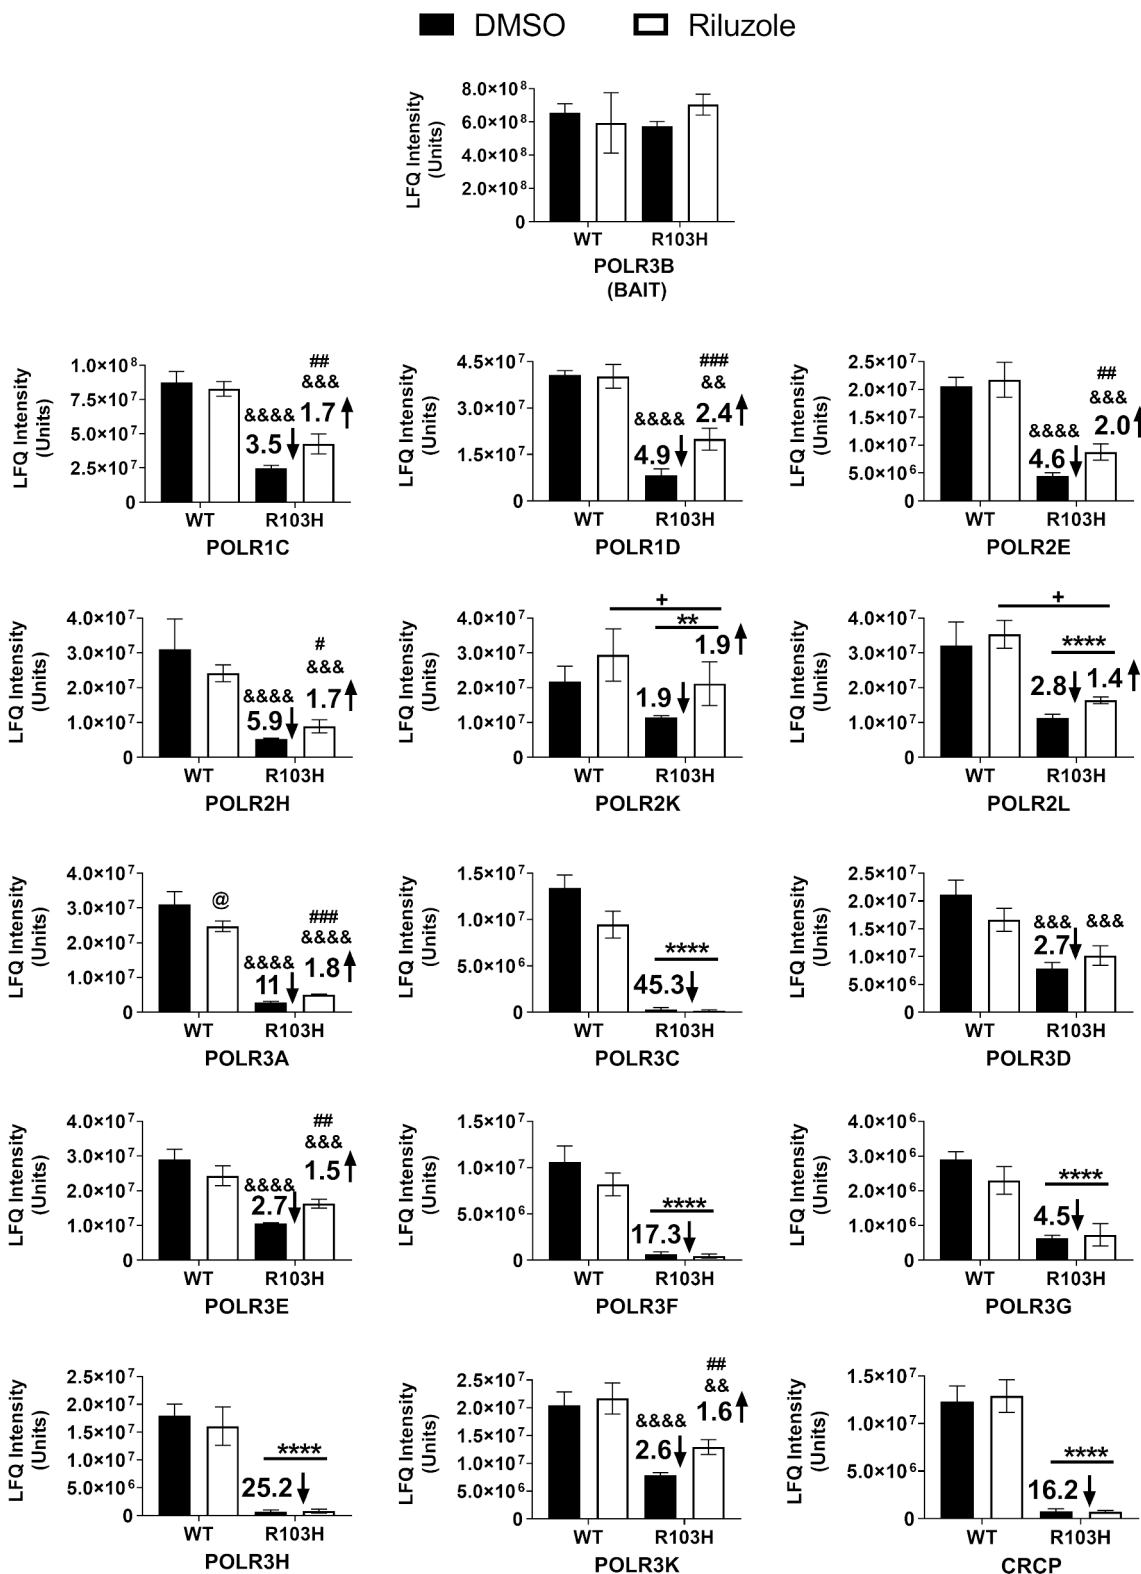 DMSO Riluzole
LFQ Intensity
(Units)
8.0×10⁸
6.0×10⁸
4.0×10⁸
2.0×10⁸
0
WT R103H
POLR3B
(BAIT)
LFQ Intensity
(Units)
1.0×10⁸
7.5×10⁷
5.0×10⁷
2.5×10⁷
0
##
&&&
&&&& 1.7
3.5
WT R103H
POLR1C
LFQ Intensity
(Units)
4.5×10⁷
3.0×10⁷
1.5×10⁷
0
###
&&
&&&& 2.4
4.9
WT R103H
POLR1D
LFQ Intensity
(Units)
2.5×10⁷
2.0×10⁷
1.5×10⁷
1.0×10⁷
5.0×10⁶
0
##
&&&
&&&& 2.0
4.6
WT R103H
POLR2E
LFQ Intensity
(Units)
4.0×10⁷
3.0×10⁷
2.0×10⁷
1.0×10⁷
0
#
&&&
&&&& 1.7
5.9
WT R103H
POLR2H
LFQ Intensity
(Units)
4.0×10⁷
3.0×10⁷
2.0×10⁷
1.0×10⁷
0
+
**
1.9
1.9
WT R103H
POLR2K
LFQ Intensity
(Units)
4.0×10⁷
3.0×10⁷
2.0×10⁷
1.0×10⁷
0
+
****
2.8 1.4
WT R103H
POLR2L
LFQ Intensity
(Units)
4.0×10⁷
3.0×10⁷
2.0×10⁷
1.0×10⁷
0
@
###
&&&&
&&&& 1.8
11
WT R103H
POLR3A
LFQ Intensity
(Units)
1.5×10⁷
1.0×10⁷
5.0×10⁶
0
****
45.3
WT R103H
POLR3C
LFQ Intensity
(Units)
2.5×10⁷
2.0×10⁷
1.5×10⁷
1.0×10⁷
5.0×10⁶
0
&&& &&&
2.7
WT R103H
POLR3D
LFQ Intensity
(Units)
4.0×10⁷
3.0×10⁷
2.0×10⁷
1.0×10⁷
0
##
&&&
1.5
&&&&
2.7
WT R103H
POLR3E
LFQ Intensity
(Units)
1.5×10⁷
1.0×10⁷
5.0×10⁶
0
****
17.3
WT R103H
POLR3F
LFQ Intensity
(Units)
4.0×10⁶
3.0×10⁶
2.0×10⁶
1.0×10⁶
0
****
4.5
WT R103H
POLR3G
LFQ Intensity
(Units)
2.5×10⁷
2.0×10⁷
1.5×10⁷
1.0×10⁷
5.0×10⁶
0
****
25.2
WT R103H
POLR3H
LFQ Intensity
(Units)
2.5×10⁷
2.0×10⁷
1.5×10⁷
1.0×10⁷
5.0×10⁶
0
##
&&
1.6
&&&&
2.6
WT R103H
POLR3K
LFQ Intensity
(Units)
1.5×10⁷
1.0×10⁷
5.0×10⁶
0
****
16.2
WT R103H
CRCP